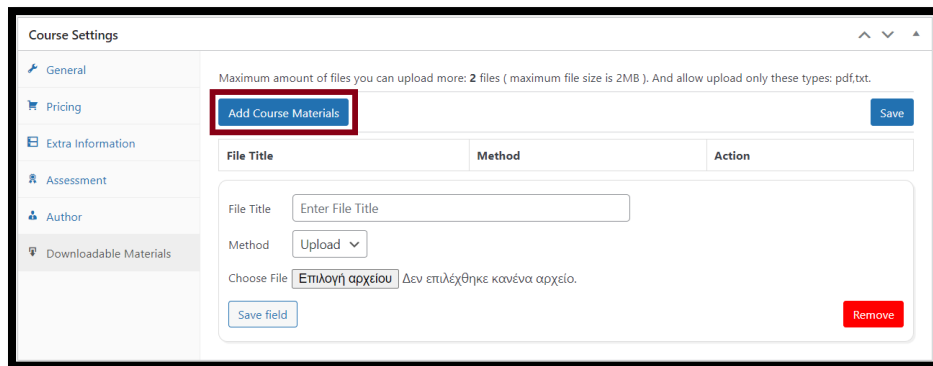 Course Settings
General
Pricing
Extra Information
Assessment
Author
Downloadable Materials
Maximum amount of files you can upload more: 2 files ( maximum file size is 2MB ). And allow upload only these types: pdf,txt.
Add Course Materials
Save
File Title Method Action
File Title Enter File Title
Method Upload
Choose File Επιλογή αρχείου Δεν επιλέχθηκε κανένα αρχείο.
Save field
Remove